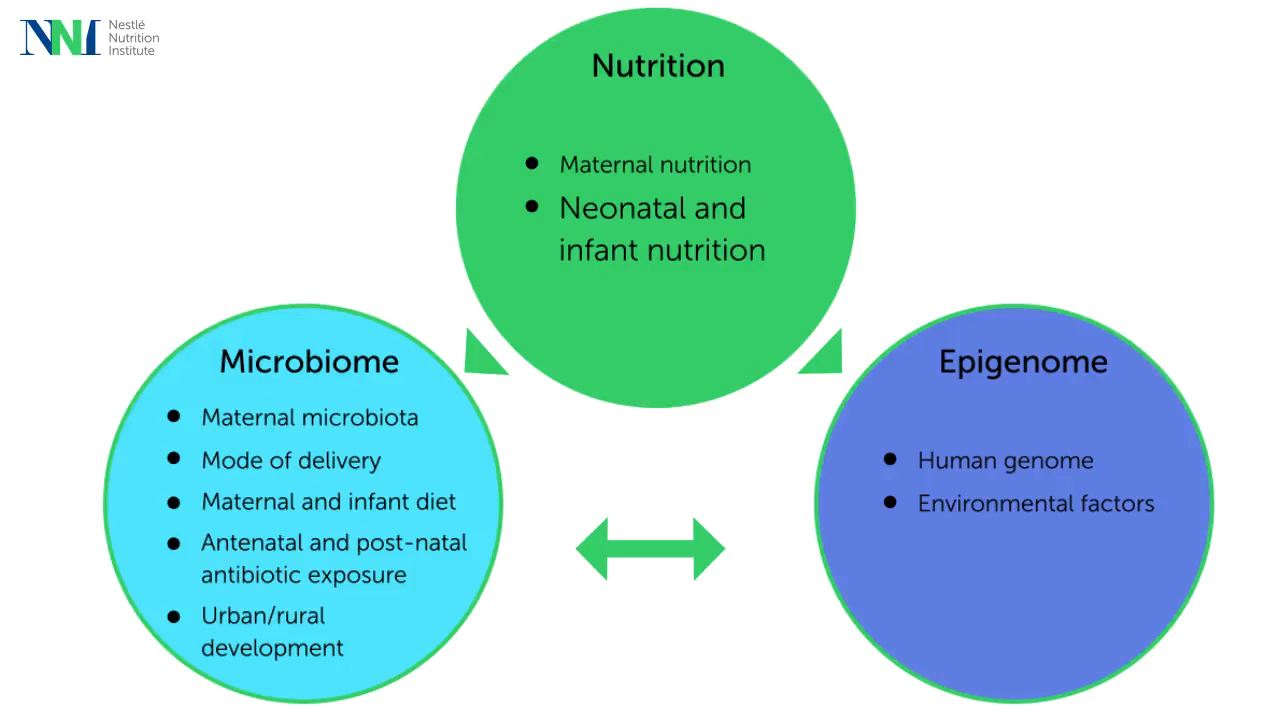 NNI
Nestlé
Nutrition
Institute
Nutrition
• Maternal nutrition
• Neonatal and
infant nutrition
Microbiome
• Maternal microbiota
• Mode of delivery
• Maternal and infant diet
• Antenatal and post-natal
antibiotic exposure
• Urban/rural
development
Epigenome
• Human genome
• Environmental factors